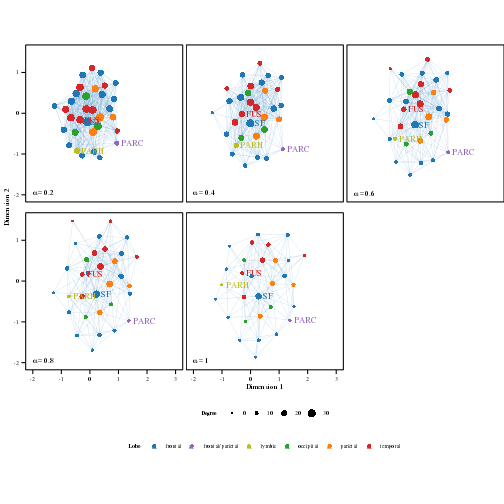 FUS
SF
PARH
PARC
ω = 0.2
FUS
SF
PARH
PARC
ω = 0.4
FUS
SF
PARH
PARC
ω = 0.6
FUS
SF
PARH
PARC
ω = 0.8
FUS
SF
PARH
PARC
ω = 1
1
0
-1
-2
1
0
-1
-2
-2 -1 0 1 2 3
-2 -1 0 1 2 3
Dimension 2
Dimension 1
Degree 0 10 20 30
Lobe frontal frontal/parietal limbic occipital parietal temporal